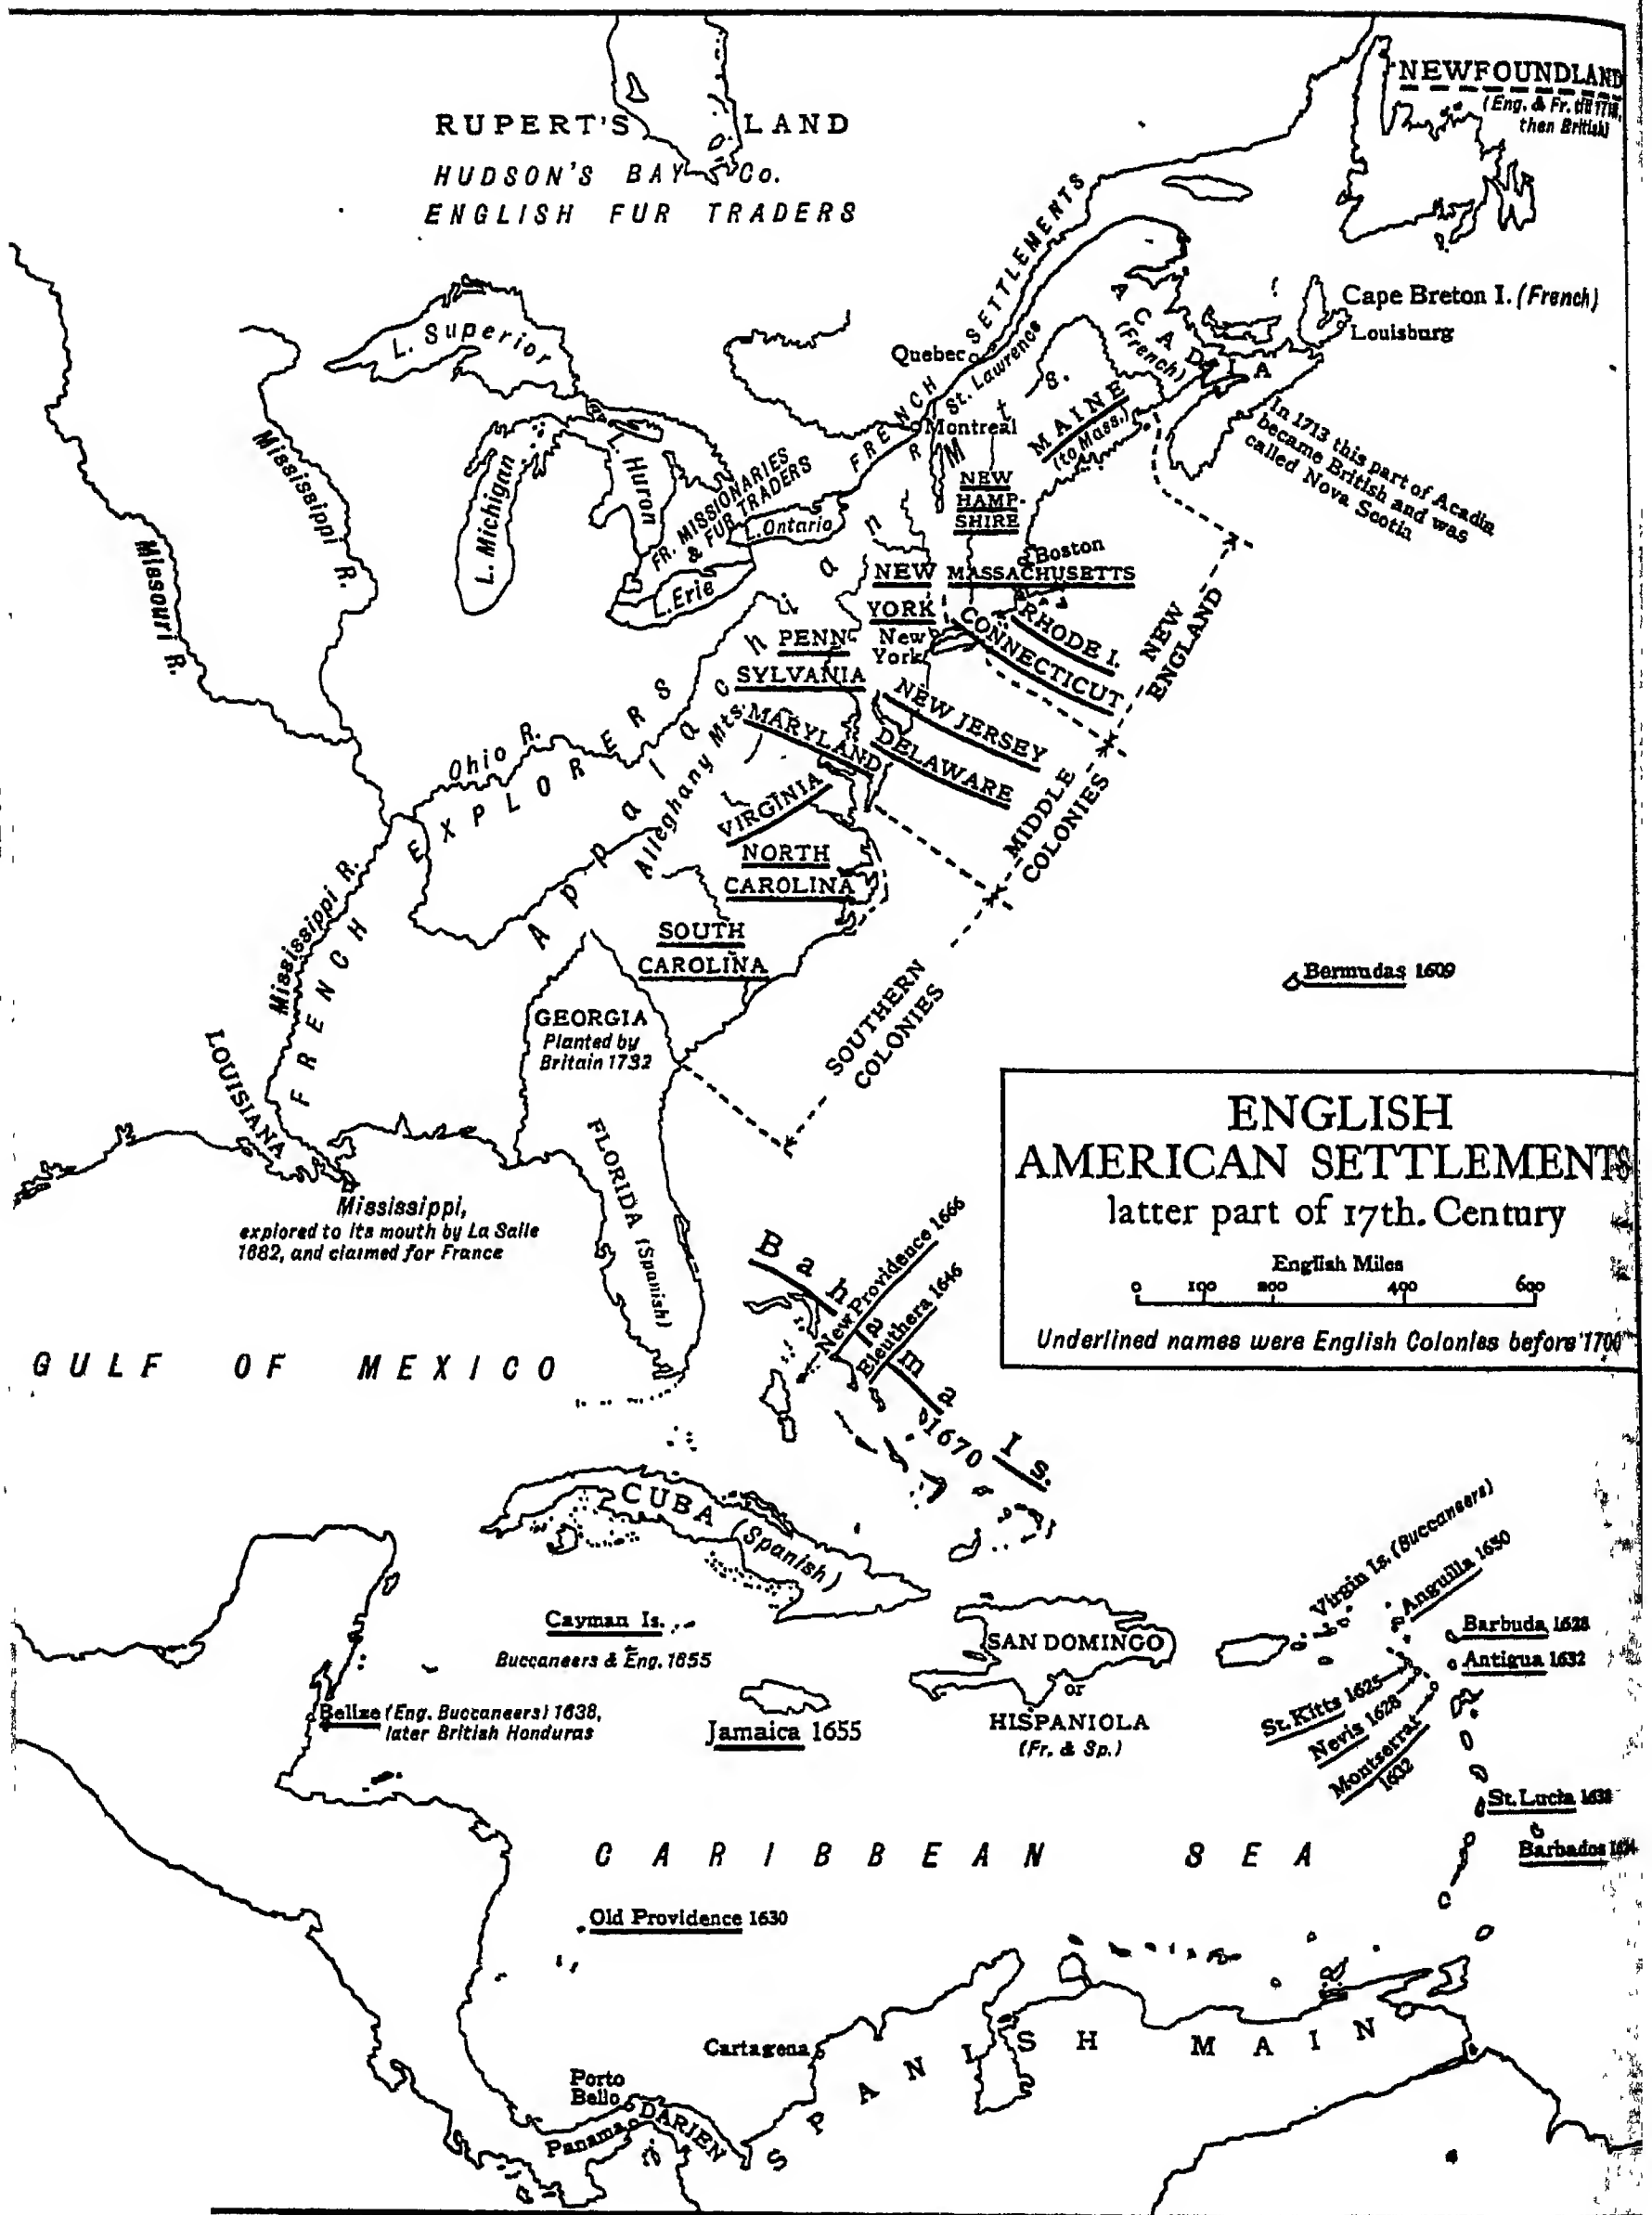 NEWFOUNDLAND
(Eng. & Fr. till 1713,
then British)
RUPERT'S LAND
HUDSON'S BAY Co.
ENGLISH FUR TRADERS
FRENCH SETTLEMENTS
St. Lawrence
Quebec
Montreal
ACADIA
(French)
Cape Breton I. (French)
Louisburg
In 1713 this part of Acadia
became British and was
called Nova Scotia
L. Superior
L. Michigan
L. Huron
L. Ontario
L. Erie
FR. MISSIONARIES
& FUR TRADERS
Mississippi R.
Missouri R.
MAINE
(to Mass.)
NEW
HAMP-
SHIRE
Boston
MASSACHUSETTS
RHODE I.
CONNECTICUT
NEW
YORK
New
York
PENN
SYLVANIA
NEW JERSEY
DELAWARE
MARYLAND
VIRGINIA
NORTH
CAROLINA
SOUTH
CAROLINA
GEORGIA
Planted by
Britain 1732
NEW
ENGLAND
MIDDLE
COLONIES
SOUTHERN
COLONIES
Appalachian Mts.
Alleghany Mts.
Ohio R.
FRENCH EXPLORERS
Mississippi R.
LOUISIANA
Mississippi,
explored to its mouth by La Salle
1682, and claimed for France
FLORIDA (Spanish)
Bermudas 1609
ENGLISH
AMERICAN SETTLEMENTS
latter part of 17th. Century
English Miles
0 100 200 400 600
Underlined names were English Colonies before 1700
GULF OF MEXICO
Bahama Is.
1670
New Providence 1666
Eleuthera 1646
CUBA (Spanish)
Cayman Is.
Buccaneers & Eng. 1655
Jamaica 1655
Belize (Eng. Buccaneers) 1638,
later British Honduras
SAN DOMINGO
or
HISPANIOLA
(Fr. & Sp.)
Virgin Is. (Buccaneers)
Anguilla 1650
Barbuda 1628
Antigua 1632
St. Kitts 1625
Nevis 1628
Montserrat
1632
St. Lucia 1638
Barbados
CARIBBEAN SEA
Old Providence 1630
Cartagena
Porto
Bello
Panama
DARIEN
SPANISH MAIN